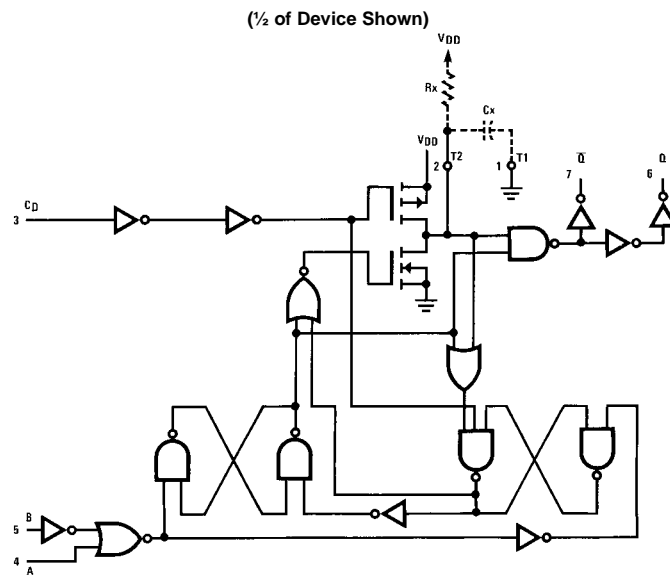 (½ of Device Shown)
VDD
Rx
Cx
VDD
2 T2
1 T1
Q̅
7
Q
6
3 CD
5 B
4 A